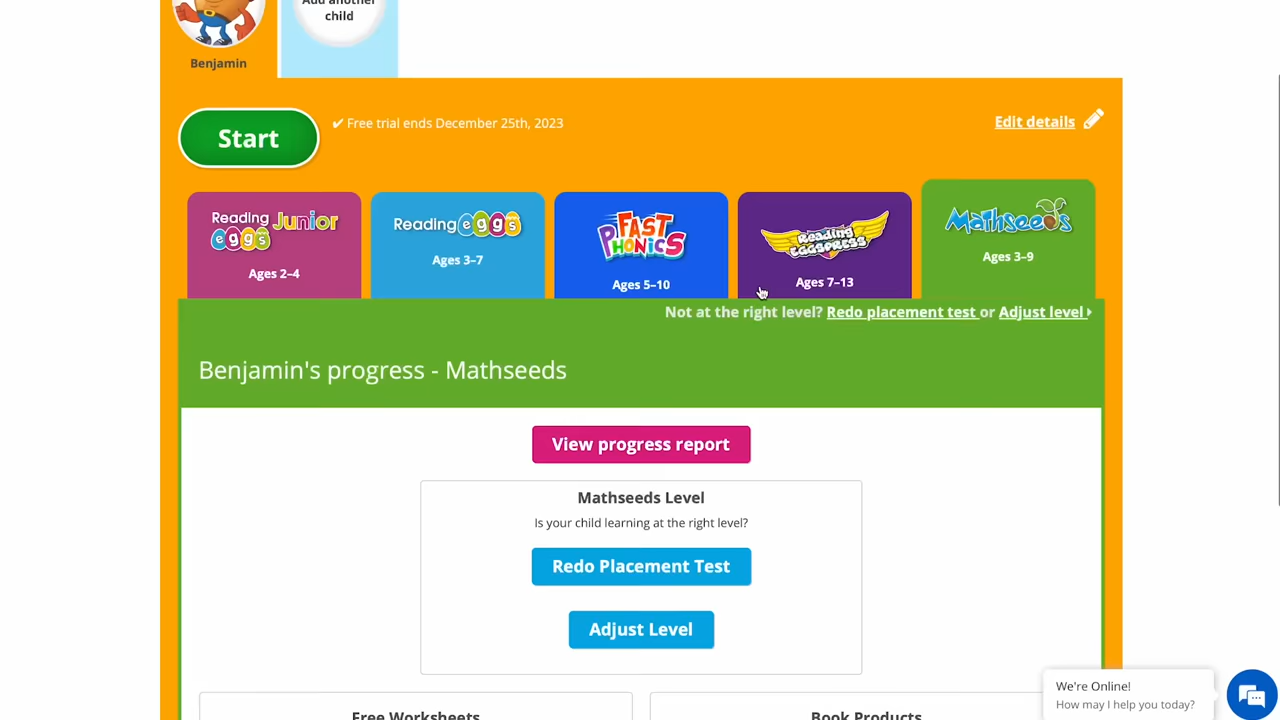 Add another
child
Benjamin
Start
✔ Free trial ends December 25th, 2023
Edit details
Reading eggs Junior
Ages 2–4
Reading eggs
Ages 3–7
FAST PHONICS
Ages 5–10
Reading Eggspress
Ages 7–13
Mathseeds
Ages 3–9
Not at the right level? Redo placement test or Adjust level
Benjamin's progress - Mathseeds
View progress report
Mathseeds Level
Is your child learning at the right level?
Redo Placement Test
Adjust Level
Free Worksheets
Book Products
We're Online!
How may I help you today?